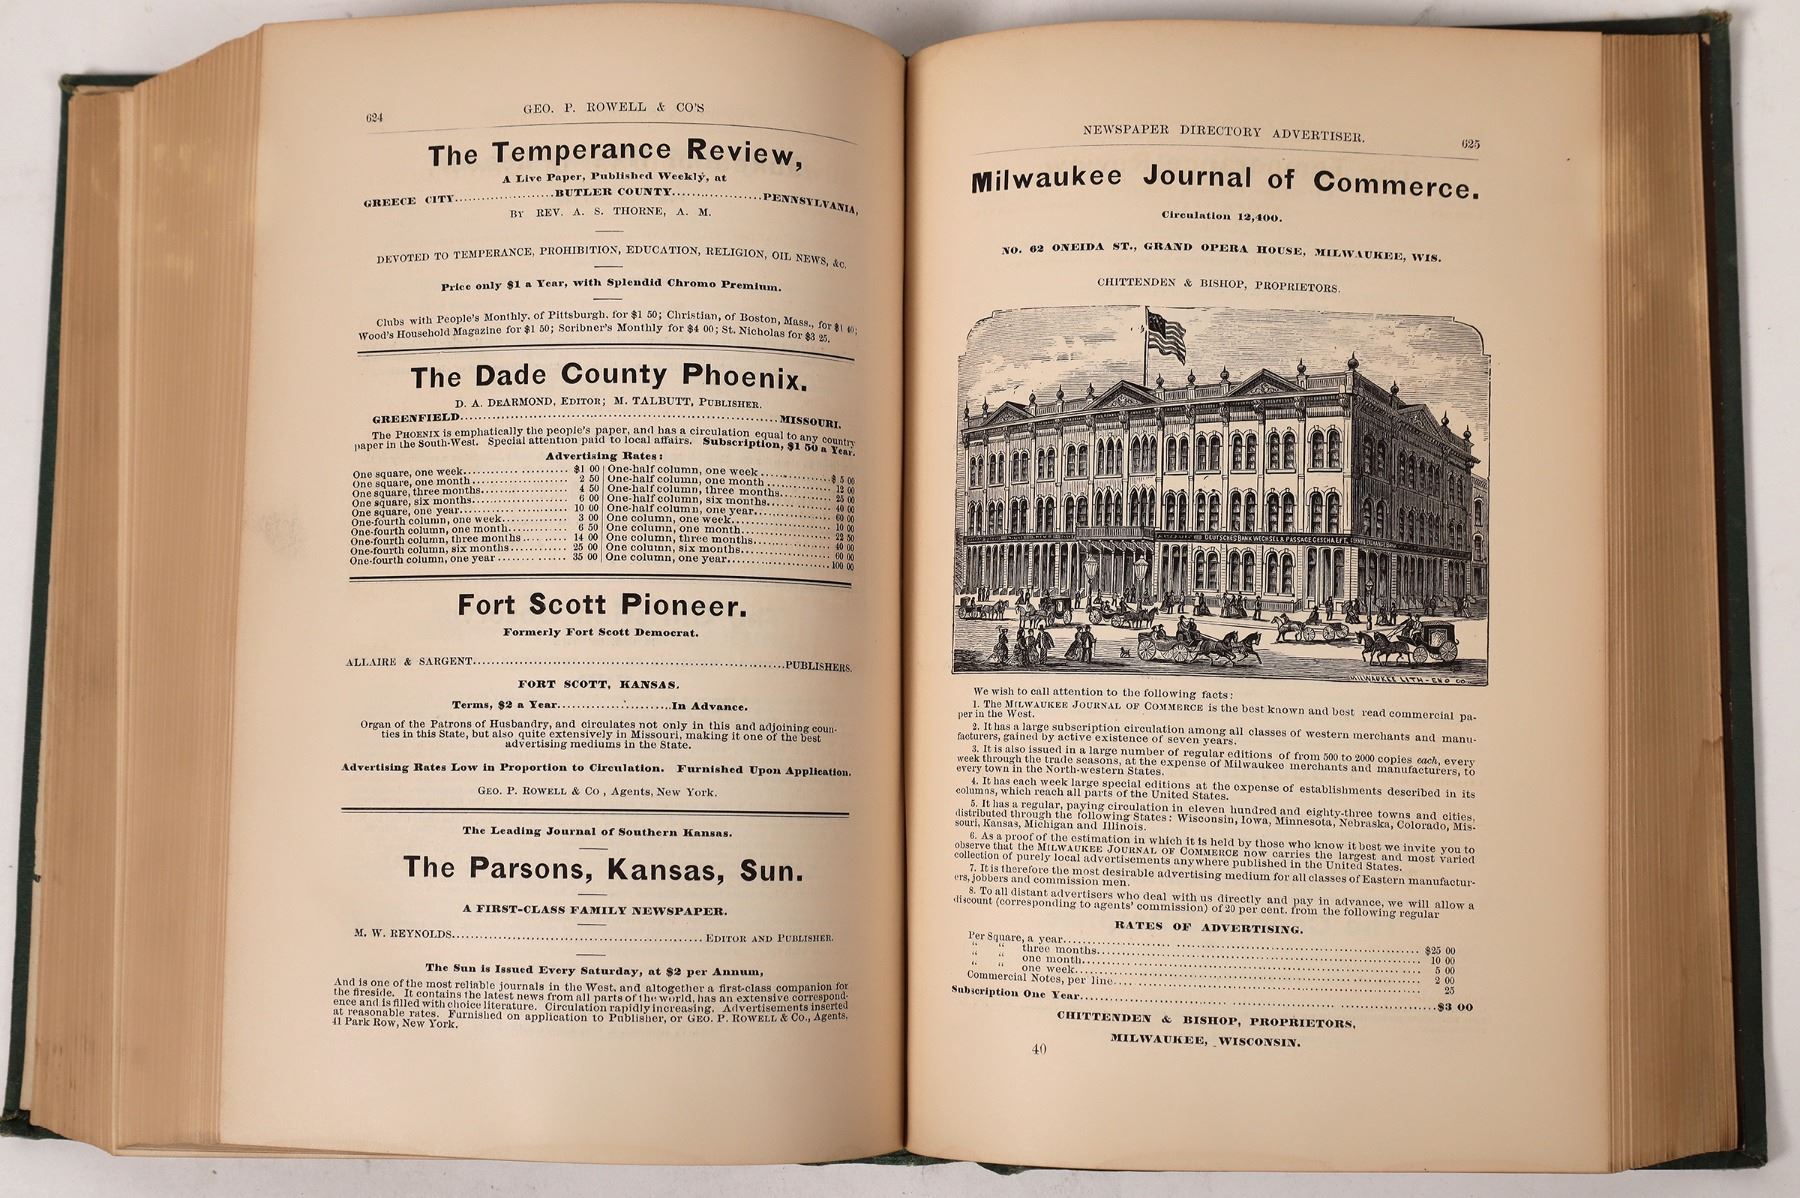 624
GEO. P. ROWELL & CO'S
The Temperance Review,
A Live Paper, Published Weekly, at
GREECE CITY.....................BUTLER COUNTY...................PENNSYLVANIA,
BY REV. A. S. THORNE, A. M.
DEVOTED TO TEMPERANCE, PROHIBITION, EDUCATION, RELIGION, OIL NEWS, &c.
Price only $1 a Year, with Splendid Chromo Premium.
Clubs with People's Monthly, of Pittsburgh, for $1 50; Christian, of Boston, Mass., for $1 40;
Wood's Household Magazine for $1 50; Scribner's Monthly for $4 00; St. Nicholas for $3 25.
The Dade County Phoenix.
D. A. DEARMOND, EDITOR; M. TALBUTT, PUBLISHER.
GREENFIELD............................................................MISSOURI.
The PHOENIX is emphatically the people's paper, and has a circulation equal to any country
paper in the South-West. Special attention paid to local affairs. Subscription, $1 50 a Year.
Advertising Rates:
One square, one week.................... $1 00
One square, one month.................. 2 50
One square, three months................. 4 50
One square, six months.................. 6 00
One square, one year.................... 10 00
One-fourth column, one week............. 3 00
One-fourth column, one month............ 6 50
One-fourth column, three months......... 14 00
One-fourth column, six months........... 25 00
One-fourth column, one year............. 35 00
One-half column, one week............... $ 5 00
One-half column, one month.............. 12 00
One-half column, three months........... 25 00
One-half column, six months............. 40 00
One-half column, one year............... 60 00
One column, one week.................... 10 00
One column, one month................... 22 50
One column, three months................ 40 00
One column, six months.................. 60 00
One column, one year.................... 100 00
Fort Scott Pioneer.
Formerly Fort Scott Democrat.
ALLAIRE & SARGENT............................................................PUBLISHERS.
FORT SCOTT, KANSAS.
Terms, $2 a Year.......................In Advance.
Organ of the Patrons of Husbandry, and circulates not only in this and adjoining coun-
ties in this State, but also quite extensively in Missouri, making it one of the best
advertising mediums in the State.
Advertising Rates Low in Proportion to Circulation. Furnished Upon Application.
GEO. P. ROWELL & CO , Agents, New York.
The Leading Journal of Southern Kansas.
The Parsons, Kansas, Sun.
A FIRST-CLASS FAMILY NEWSPAPER.
M. W. REYNOLDS.................................................. EDITOR AND PUBLISHER.
The Sun is Issued Every Saturday, at $2 per Annum,
And is one of the most reliable journals in the West, and altogether a first-class companion for
the fireside. It contains the latest news from all parts of the world, has an extensive correspond-
ence and is filled with choice literature. Circulation rapidly increasing. Advertisements inserted
at reasonable rates. Furnished on application to Publisher, or GEO. P. ROWELL & CO., Agents,
41 Park Row, New York.
NEWSPAPER DIRECTORY ADVERTISER.
625
Milwaukee Journal of Commerce.
Circulation 12,400.
NO. 62 ONEIDA ST., GRAND OPERA HOUSE, MILWAUKEE, WIS.
CHITTENDEN & BISHOP, PROPRIETORS.
DEUTSCHES BANK WECHSEL & PASSAGE GESCHAEFT.
MILWAUKEE LITH-ENG CO.
We wish to call attention to the following facts:
1. The MILWAUKEE JOURNAL OF COMMERCE is the best known and best read commercial pa-
per in the West.
2. It has a large subscription circulation among all classes of western merchants and manu-
facturers, gained by active existence of seven years.
3. It is also issued in a large number of regular editions of from 500 to 2000 copies each, every
week through the trade seasons, at the expense of Milwaukee merchants and manufacturers, to
every town in the North-western States.
4. It has each week large special editions at the expense of establishments described in its
columns, which reach all parts of the United States.
5. It has a regular, paying circulation in eleven hundred and eighty-three towns and cities,
distributed through the following States: Wisconsin, Iowa, Minnesota, Nebraska, Colorado, Mis-
souri, Kansas, Michigan and Illinois.
6. As a proof of the estimation in which it is held by those who know it best we invite you to
observe that the MILWAUKEE JOURNAL OF COMMERCE now carries the largest and most varied
collection of purely local advertisements anywhere published in the United States.
7. It is therefore the most desirable advertising medium for all classes of Eastern manufactur-
ers, jobbers and commission men.
8. To all distant advertisers who deal with us directly and pay in advance, we will allow a
discount (corresponding to agents' commission) of 20 per cent. from the following regular
RATES OF ADVERTISING.
Per Square, a year............................................................ $25 00
" " three months............................................................ 10 00
" " one month............................................................ 5 00
" " one week............................................................ 2 00
Commercial Notes, per line............................................................ 25
Subscription One Year............................................................$3 00
CHITTENDEN & BISHOP, PROPRIETORS,
MILWAUKEE, WISCONSIN.
40